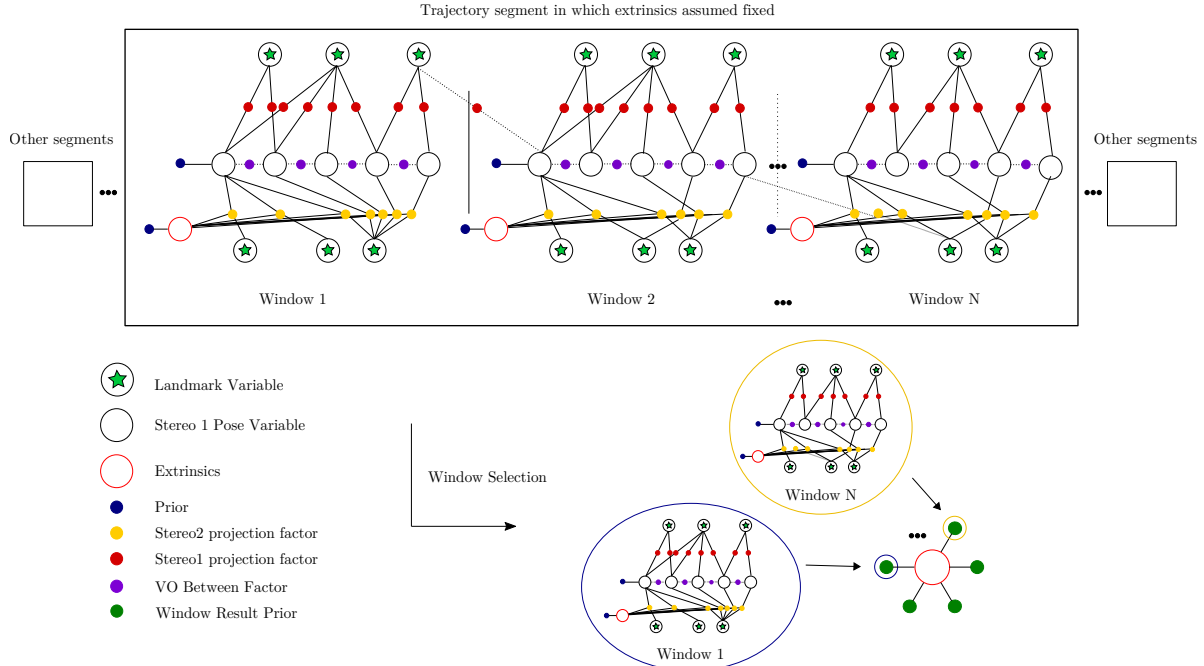 Trajectory segment in which extrinsics assumed fixed
Other segments
Other segments
Window 1
Window 2
Window N
Landmark Variable
Stereo 1 Pose Variable
Extrinsics
Prior
Stereo2 projection factor
Stereo1 projection factor
VO Between Factor
Window Result Prior
Window Selection
Window N
Window 1